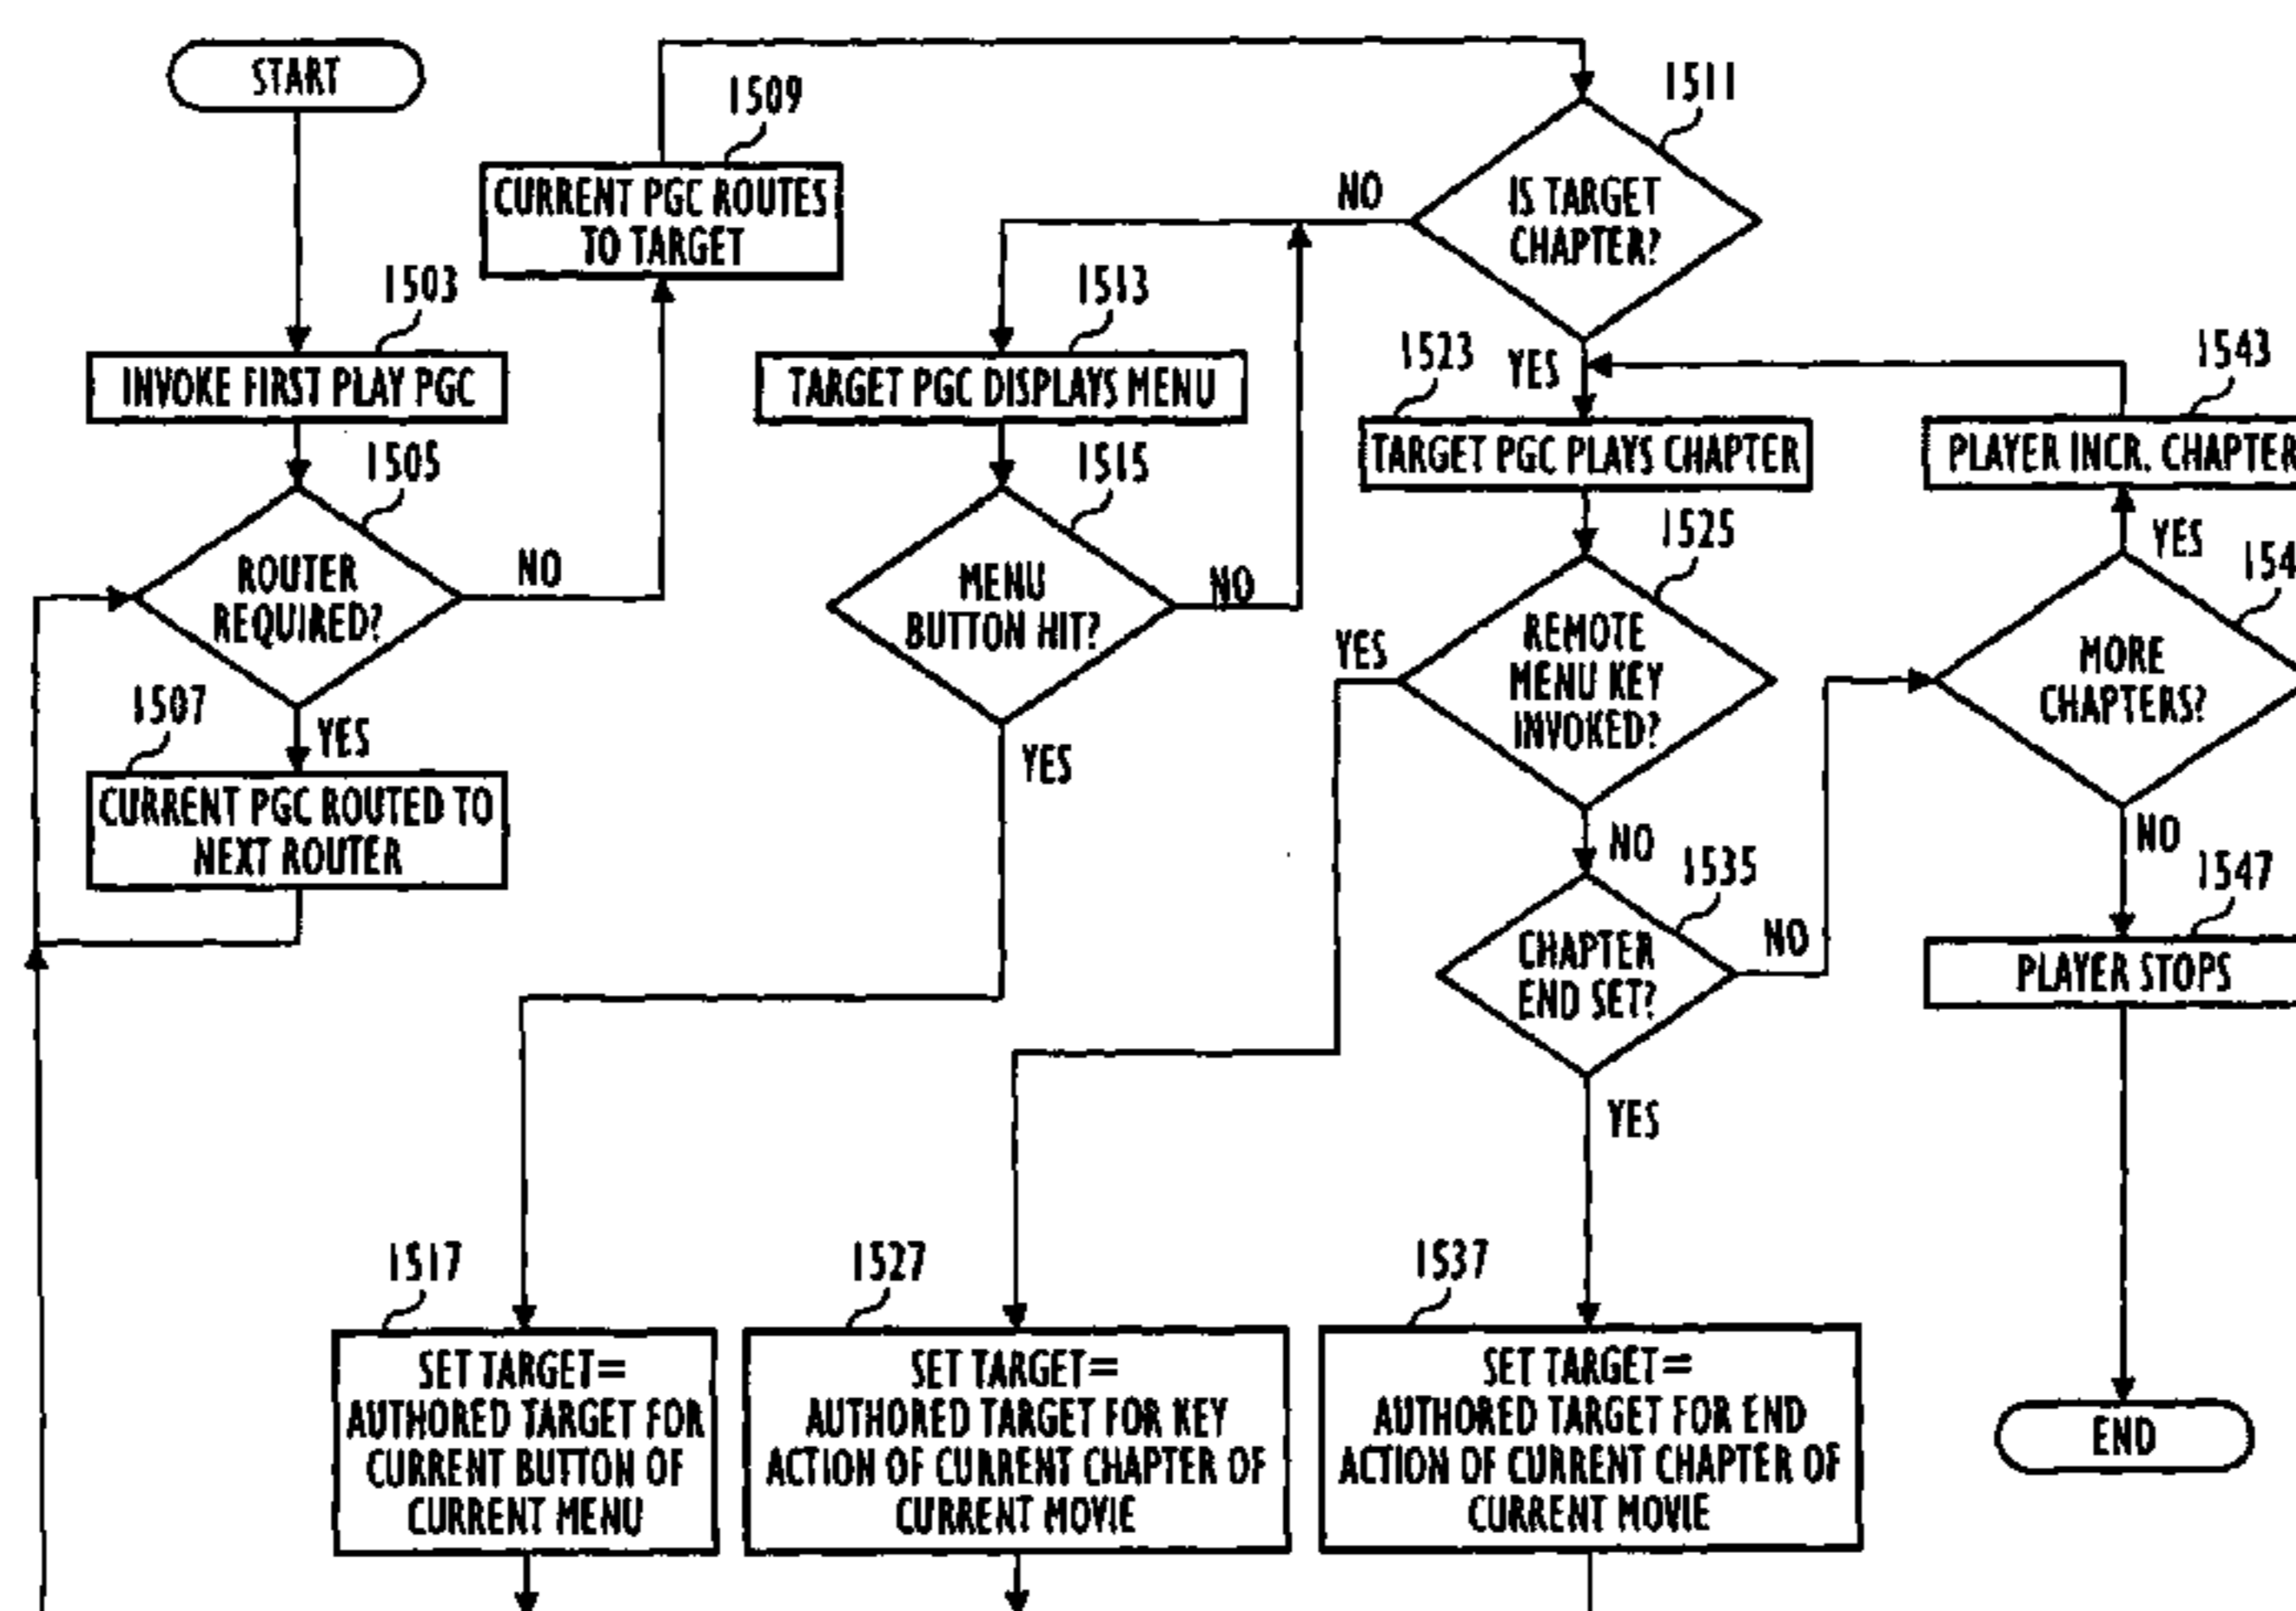 START
1509
1511
CURRENT PGC ROUTES
TO TARGET
NO
IS TARGET
CHAPTER?
1503
1513
1523
YES
1543
INVOKE FIRST PLAY PGC
TARGET PGC DISPLAYS MENU
TARGET PGC PLAYS CHAPTER
PLAYER INCR. CHAPTER
1505
1515
1525
YES
154
ROUTER
REQUIRED?
NO
MENU
BUTTON HIT?
NO
YES
REMOTE
MENU KEY
INVOKED?
MORE
CHAPTERS?
1507
YES
YES
CURRENT PGC ROUTED TO
NEXT ROUTER
NO
1535
NO
1547
CHAPTER
END SET?
NO
PLAYER STOPS
YES
1517
1527
1537
SET TARGET=
AUTHORED TARGET FOR
CURRENT BUTTON OF
CURRENT MENU
SET TARGET=
AUTHORED TARGET FOR KEY
ACTION OF CURRENT CHAPTER OF
CURRENT MOVIE
SET TARGET=
AUTHORED TARGET FOR END
ACTION OF CURRENT CHAPTER OF
CURRENT MOVIE
END